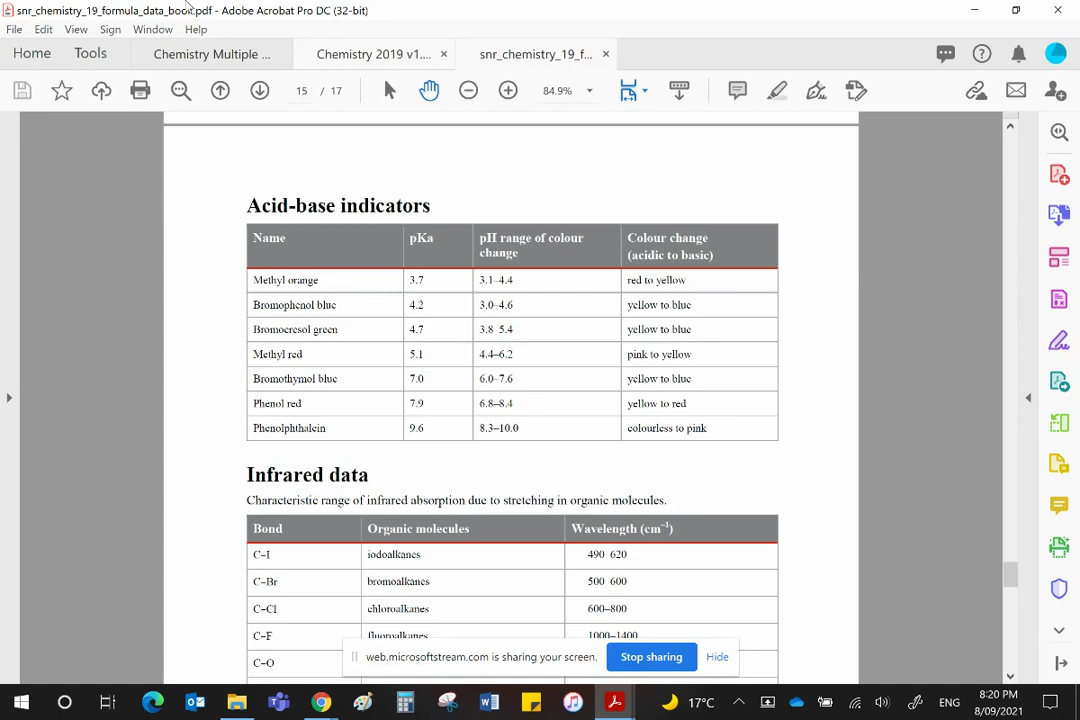 snr_chemistry_19_formula_data_book.pdf - Adobe Acrobat Pro DC (32-bit)
File Edit View Sign Window Help
Home Tools Chemistry Multiple ... Chemistry 2019 v1.... × snr_chemistry_19_f... ×
15 / 17 84.9%
Acid-base indicators
Name pKa pH range of colour change Colour change (acidic to basic)
Methyl orange 3.7 3.1–4.4 red to yellow
Bromophenol blue 4.2 3.0–4.6 yellow to blue
Bromocresol green 4.7 3.8 5.4 yellow to blue
Methyl red 5.1 4.4–6.2 pink to yellow
Bromothymol blue 7.0 6.0–7.6 yellow to blue
Phenol red 7.9 6.8–8.4 yellow to red
Phenolphthalein 9.6 8.3–10.0 colourless to pink
Infrared data
Characteristic range of infrared absorption due to stretching in organic molecules.
Bond Organic molecules Wavelength (cm⁻¹)
C–I iodoalkanes 490 620
C–Br bromoalkanes 500 600
C–Cl chloroalkanes 600–800
C–F fluoroalkanes 1000–1400
C–O
web.microsoftstream.com is sharing your screen. Stop sharing Hide
17°C ENG 8:20 PM
8/09/2021